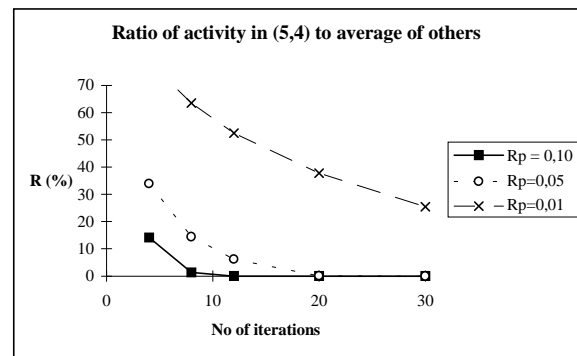 Ratio of activity in (5,4) to average of others
70
60
50
40
30
20
10
0
R (%)
0 10 20 30
No of iterations
Rp = 0,10
Rp=0,05
Rp=0,01